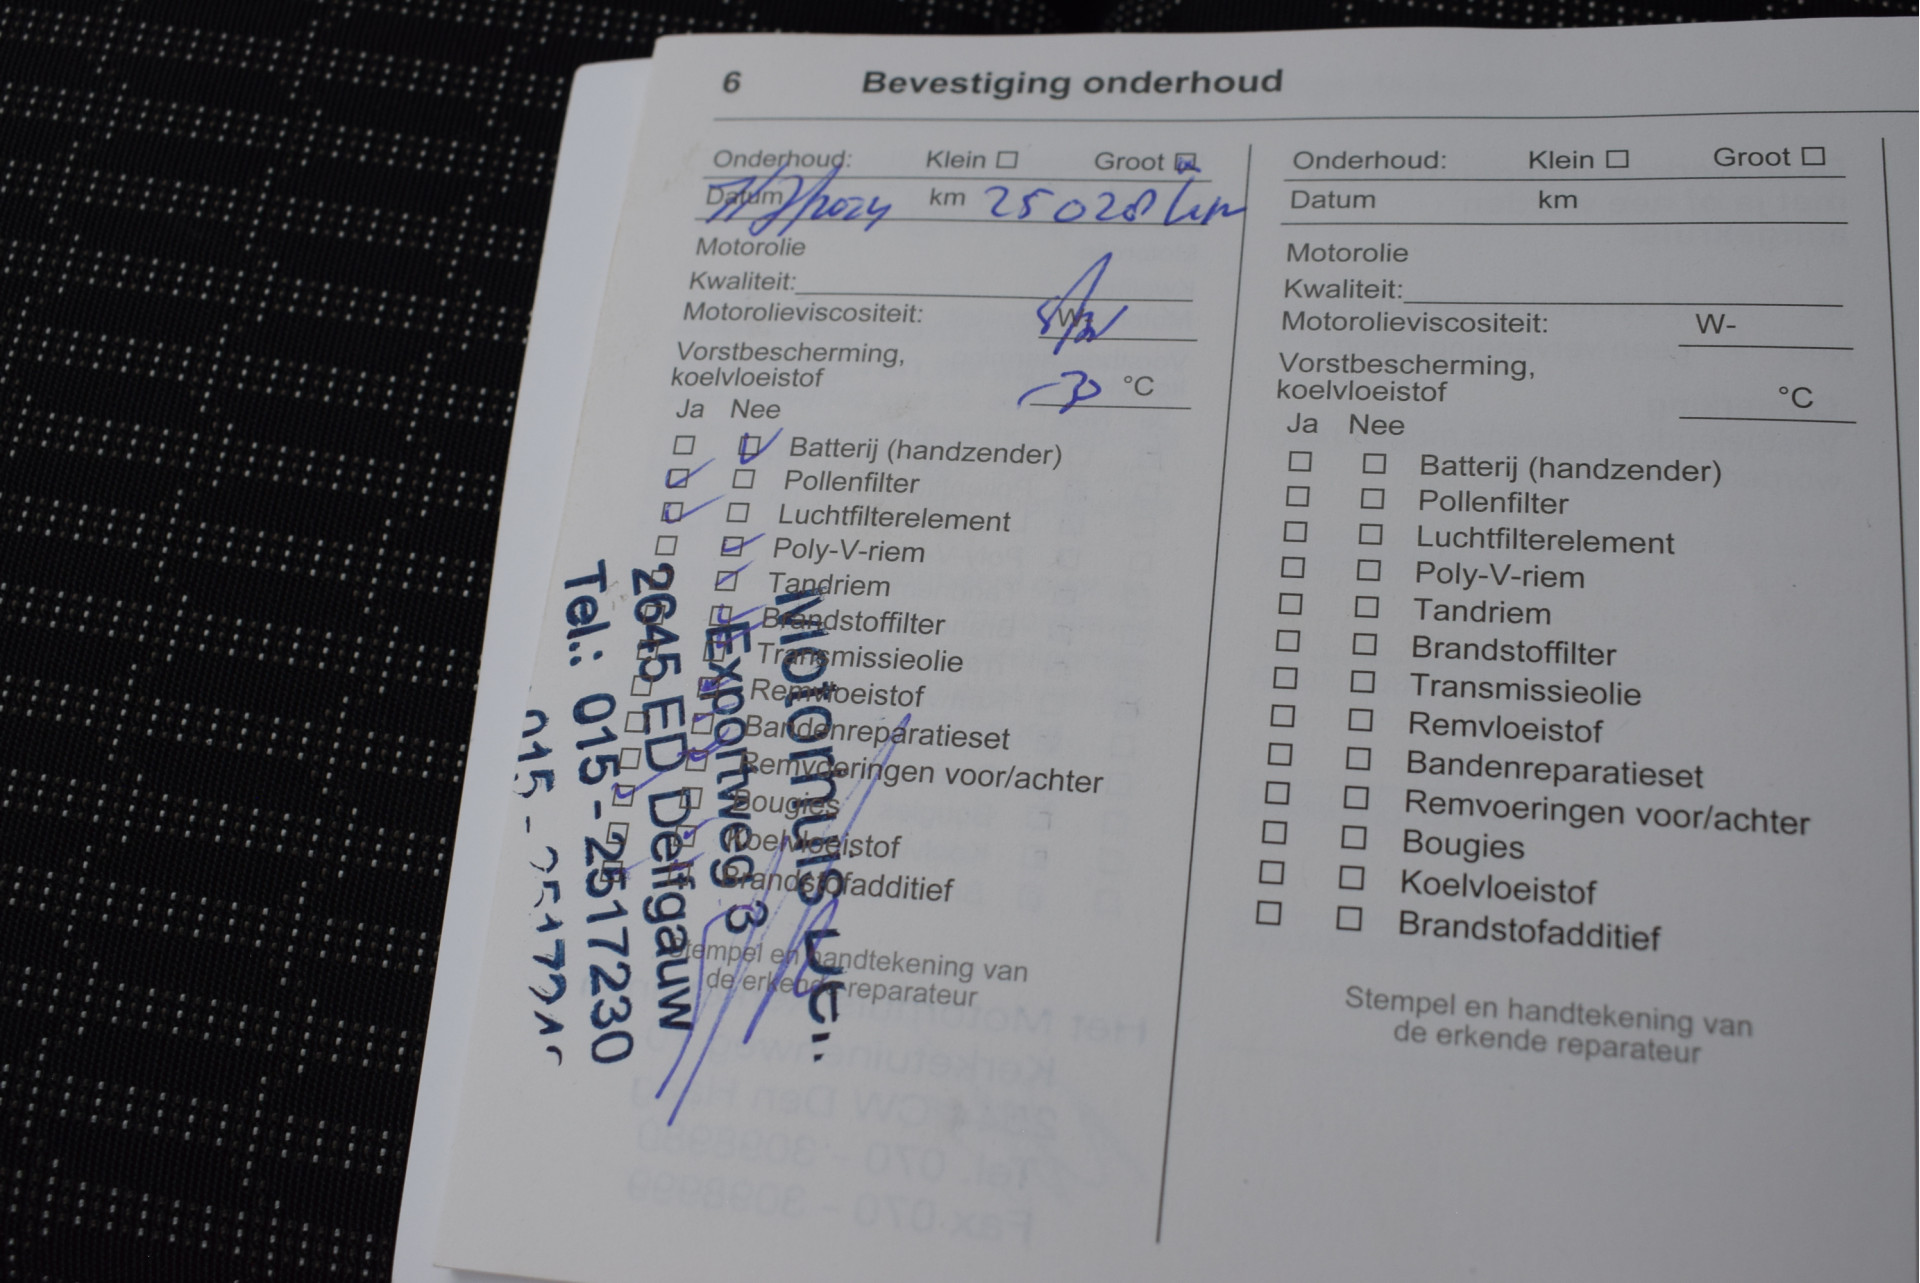 6 Bevestiging onderhoud
Onderhoud: Klein Groot
Datum km 25028 km
Motorolie
Kwaliteit:
Motorolieviscositeit: W-
Vorstbescherming,
koelvloeistof -30 °C
Ja Nee
Batterij (handzender)
Pollenfilter
Luchtfilterelement
Poly-V-riem
Tandriem
Brandstoffilter
Transmissieolie
Remvloeistof
Bandenreparatieset
Remvoeringen voor/achter
Bougies
Koelvloeistof
Brandstofadditief
Stempel en handtekening van
de erkende reparateur
Exportweg 3
2645 ED Delfgauw
Tel.: 015 - 2517230
Onderhoud: Klein Groot
Datum km
Motorolie
Kwaliteit:
Motorolieviscositeit: W-
Vorstbescherming,
koelvloeistof °C
Ja Nee
Batterij (handzender)
Pollenfilter
Luchtfilterelement
Poly-V-riem
Tandriem
Brandstoffilter
Transmissieolie
Remvloeistof
Bandenreparatieset
Remvoeringen voor/achter
Bougies
Koelvloeistof
Brandstofadditief
Stempel en handtekening van
de erkende reparateur